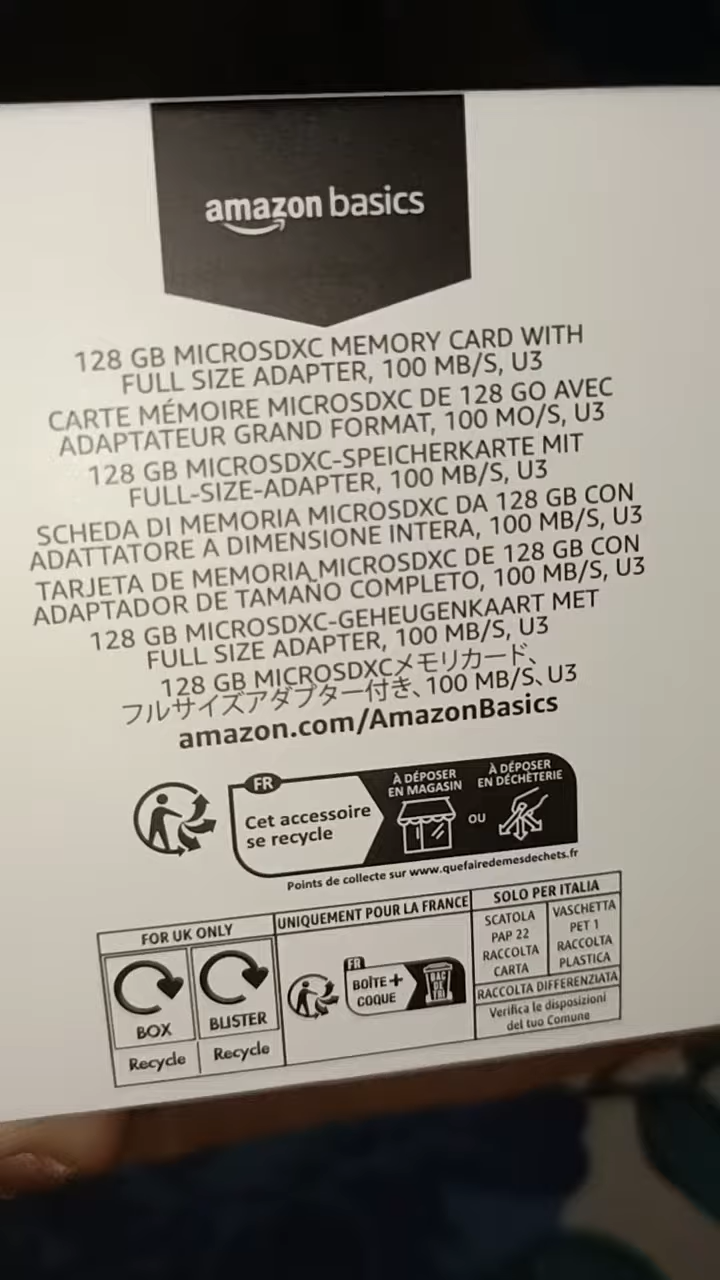 amazon basics
128 GB MICROSDXC MEMORY CARD WITH
FULL SIZE ADAPTER, 100 MB/S, U3
CARTE MÉMOIRE MICROSDXC DE 128 GO AVEC
ADAPTATEUR GRAND FORMAT, 100 MO/S, U3
128 GB MICROSDXC-SPEICHERKARTE MIT
FULL-SIZE-ADAPTER, 100 MB/S, U3
SCHEDA DI MEMORIA MICROSDXC DA 128 GB CON
ADATTATORE A DIMENSIONE INTERA, 100 MB/S, U3
TARJETA DE MEMORIA MICROSDXC DE 128 GB CON
ADAPTADOR DE TAMAÑO COMPLETO, 100 MB/S, U3
128 GB MICROSDXC-GEHEUGENKAART MET
FULL SIZE ADAPTER, 100 MB/S, U3
128 GB MICROSDXCメモリカード、
フルサイズアダプター付き、100 MB/S、U3
amazon.com/AmazonBasics
FR
Cet accessoire
se recycle
À DÉPOSER
EN MAGASIN
OU
À DÉPOSER
EN DÉCHÈTERIE
Points de collecte sur www.quefairedemesdechets.fr
FOR UK ONLY
BOX
Recycle
BLISTER
Recycle
UNIQUEMENT POUR LA FRANCE
FR
BOÎTE +
COQUE
BAC
DE
TRI
SOLO PER ITALIA
SCATOLA
PAP 22
RACCOLTA
CARTA
VASCHETTA
PET 1
RACCOLTA
PLASTICA
RACCOLTA DIFFERENZIATA
Verifica le disposizioni
del tuo Comune